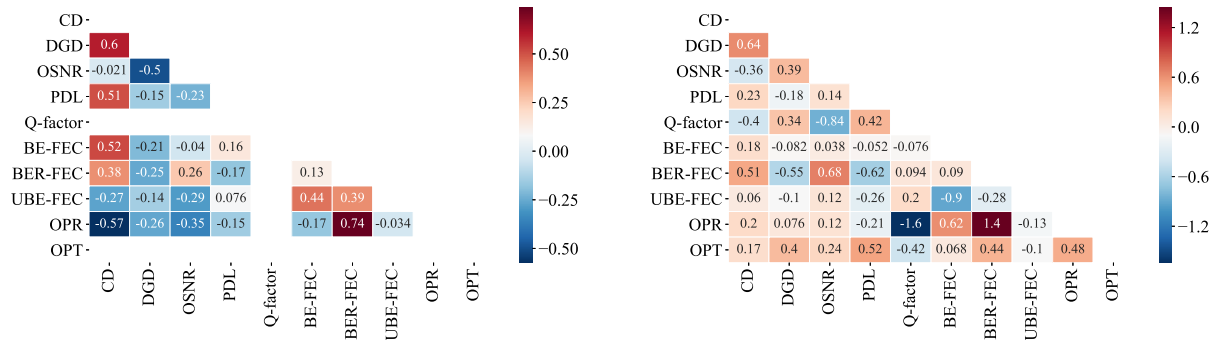 CD
DGD 0.6
OSNR -0.021 -0.5
PDL 0.51 -0.15 -0.23
Q-factor
BE-FEC 0.52 -0.21 -0.04 0.16
BER-FEC 0.38 -0.25 0.26 -0.17 0.13
UBE-FEC -0.27 -0.14 -0.29 0.076 0.44 0.39
OPR -0.57 -0.26 -0.35 -0.15 -0.17 0.74 -0.034
OPT
CD DGD OSNR PDL Q-factor BE-FEC BER-FEC UBE-FEC OPR OPT
0.50
0.25
0.00
−0.25
−0.50
CD
DGD 0.64
OSNR -0.36 0.39
PDL 0.23 -0.18 0.14
Q-factor -0.4 0.34 -0.84 0.42
BE-FEC 0.18 -0.082 0.038 -0.052 -0.076
BER-FEC 0.51 -0.55 0.68 -0.62 0.094 0.09
UBE-FEC 0.06 -0.1 0.12 -0.26 0.2 -0.9 -0.28
OPR 0.2 0.076 0.12 -0.21 -1.6 0.62 1.4 -0.13
OPT 0.17 0.4 0.24 0.52 -0.42 0.068 0.44 -0.1 0.48
CD DGD OSNR PDL Q-factor BE-FEC BER-FEC UBE-FEC OPR OPT
1.2
0.6
0.0
−0.6
−1.2